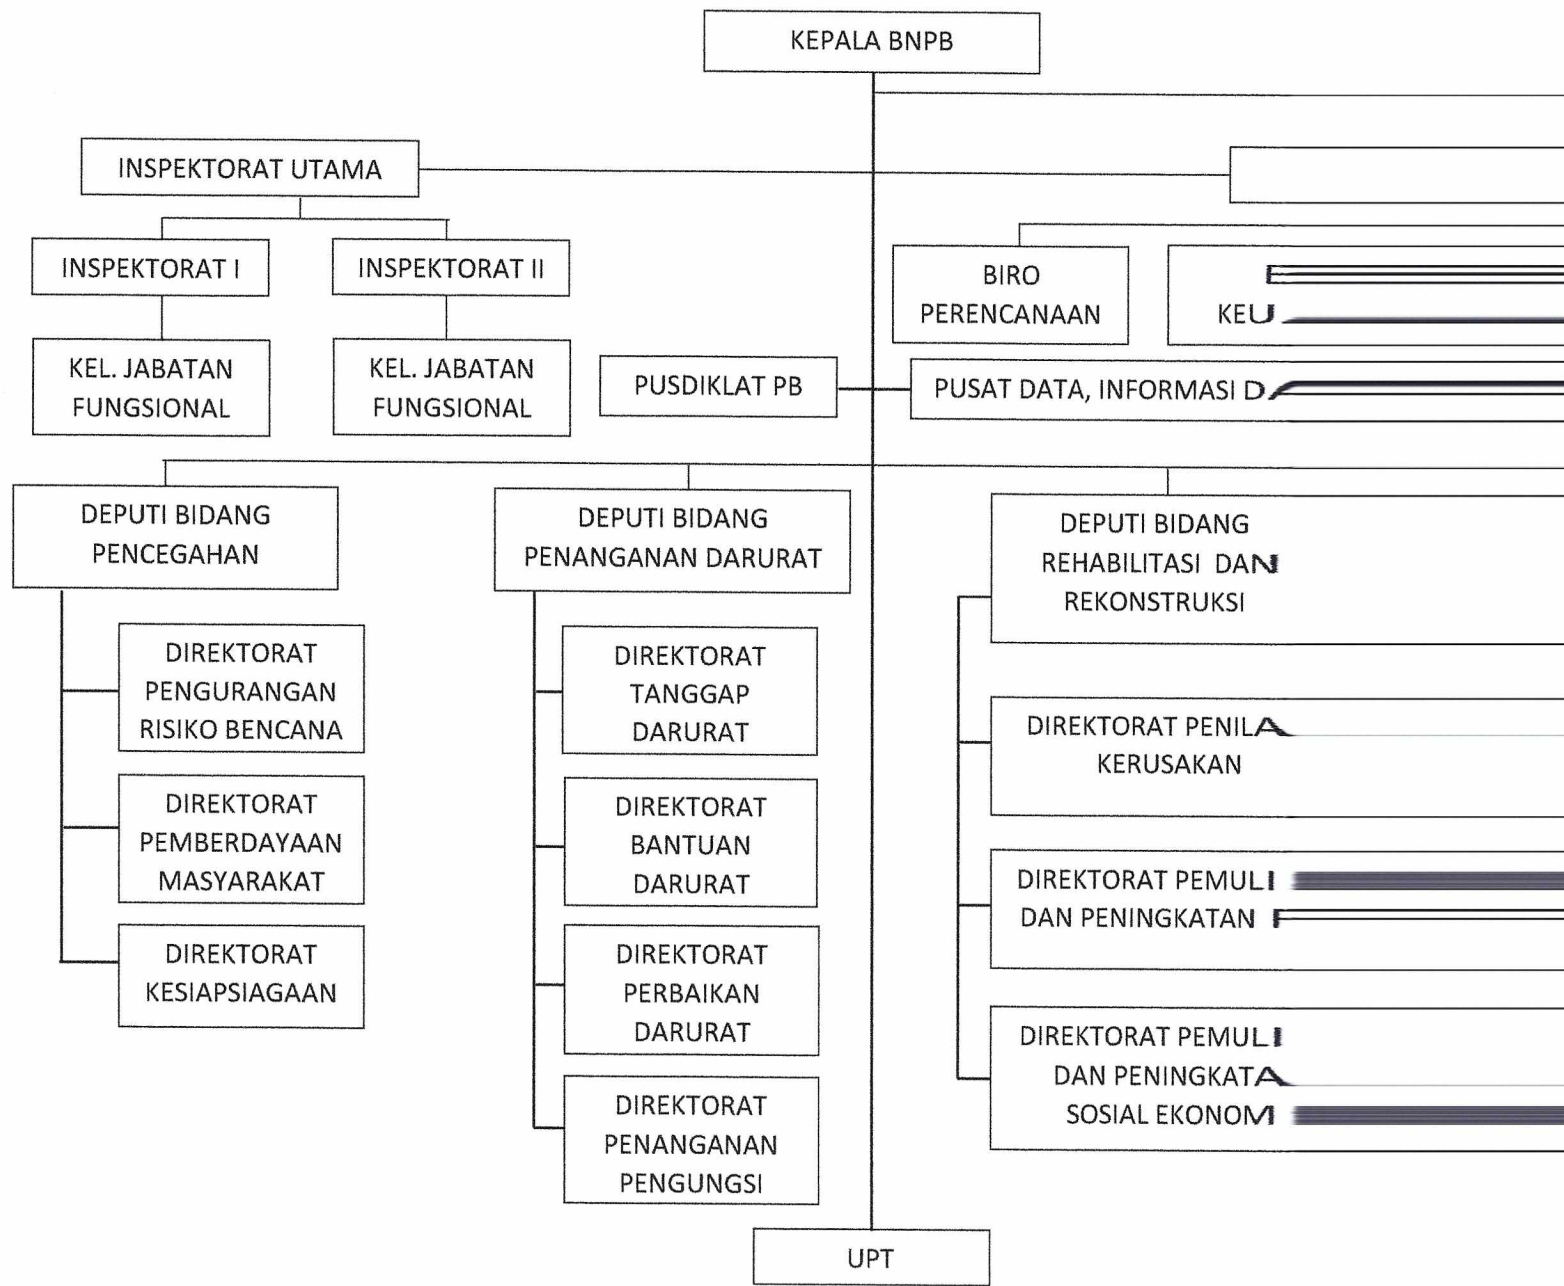 KEPALA BNPB
INSPEKTORAT UTAMA
INSPEKTORAT I
INSPEKTORAT II
KEL. JABATAN
FUNGSIONAL
KEL. JABATAN
FUNGSIONAL
BIRO
PERENCANAAN
PUSDIKLAT PB
PUSAT DATA, INFORMASI
DEPUTI BIDANG
PENCEGAHAN
DIREKTORAT
PENGURANGAN
RISIKO BENCANA
DIREKTORAT
PEMBERDAYAAN
MASYARAKAT
DIREKTORAT
KESIAPSIAGAAN
DEPUTI BIDANG
PENANGANAN DARURAT
DIREKTORAT
TANGGAP
DARURAT
DIREKTORAT
BANTUAN
DARURAT
DIREKTORAT
PERBAIKAN
DARURAT
DIREKTORAT
PENANGANAN
PENGUNGSI
DEPUTI BIDANG
REHABILITASI DAN
REKONSTRUKSI
DIREKTORAT
KERUSAKAN
DIREKTORAT
DAN PENINGKATAN
DIREKTORAT
DAN
SOSIAL
UPT